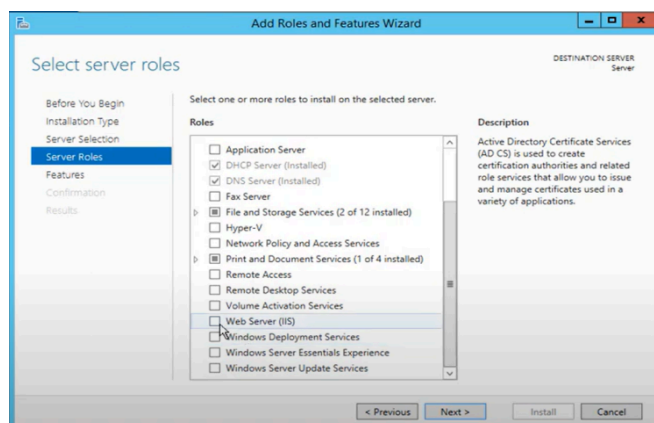 Add Roles and Features Wizard
Select server roles
DESTINATION SERVER
Server
Before You Begin
Installation Type
Server Selection
Server Roles
Features
Confirmation
Results
Select one or more roles to install on the selected server.
Roles
Application Server
DHCP Server (Installed)
DNS Server (Installed)
Fax Server
File and Storage Services (2 of 12 installed)
Hyper-V
Network Policy and Access Services
Print and Document Services (1 of 4 installed)
Remote Access
Remote Desktop Services
Volume Activation Services
Web Server (IIS)
Windows Deployment Services
Windows Server Essentials Experience
Windows Server Update Services
Description
Active Directory Certificate Services
(AD CS) is used to create
certification authorities and related
role services that allow you to issue
and manage certificates used in a
variety of applications.
< Previous
Next >
Install
Cancel